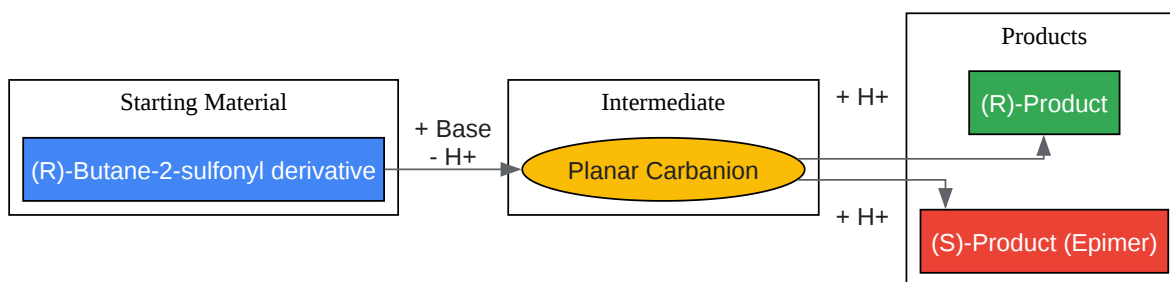 Starting Material
(R)-Butane-2-sulfonyl derivative
+ Base
- H+
Intermediate
Planar Carbanion
+ H+
+ H+
Products
(R)-Product
(S)-Product (Epimer)